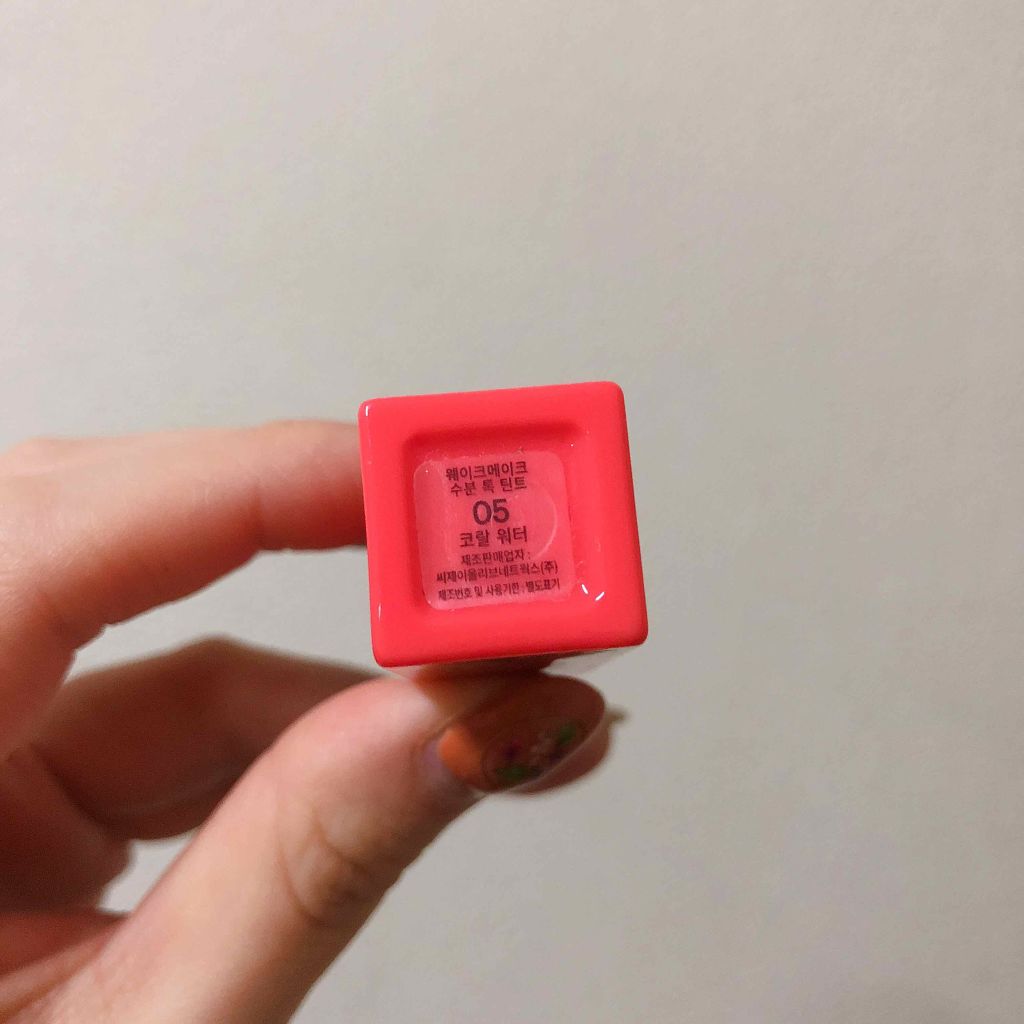 웨이크메이크
수분 톡 틴트
05
코랄 워터
제조판매업자 :
씨제이올리브네트웍스(주)
제조번호 및 사용기한 : 별도표기